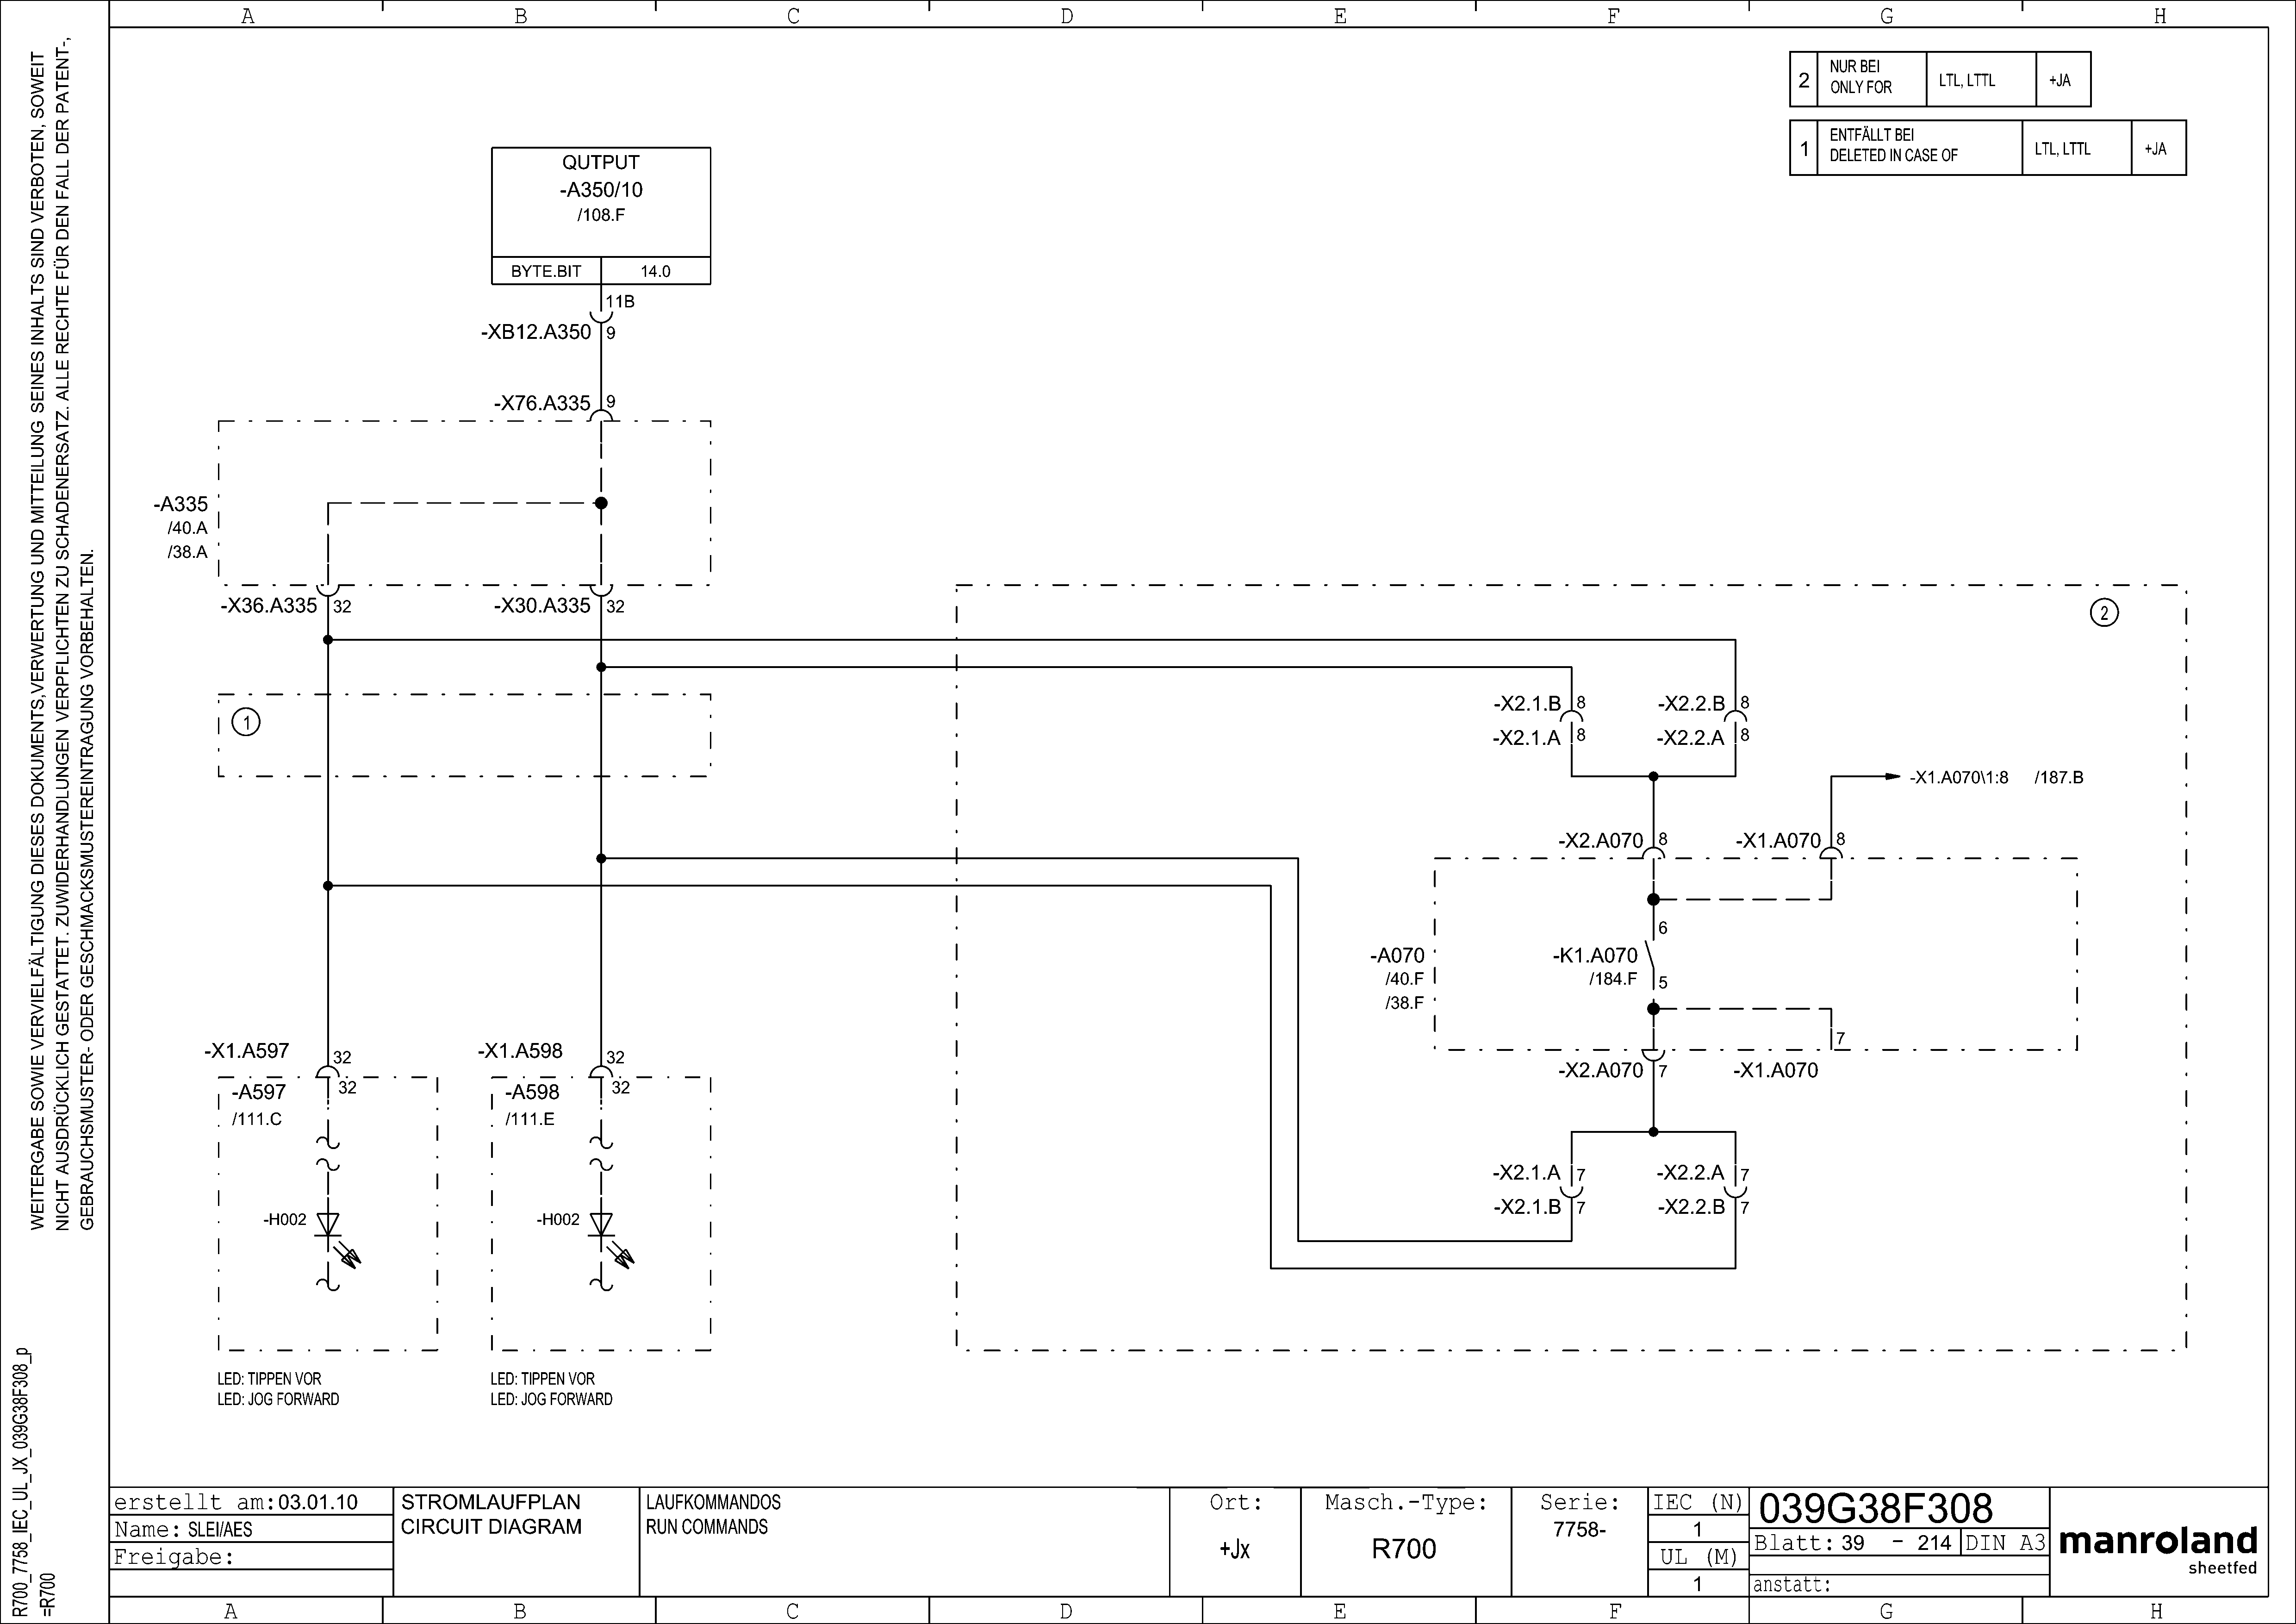 A B C D E F G H
2 NUR BEI
ONLY FOR LTL, LTTL +JA
1 ENTFÄLLT BEI
DELETED IN CASE OF LTL, LTTL +JA
QUTPUT
-A350/10
/108.F
BYTE.BIT 14.0
11B
-XB12.A350 9
-X76.A335 9
-A335
/40.A
/38.A
-X36.A335 32 -X30.A335 32
2
1
-X2.1.B 8 -X2.2.B 8
-X2.1.A 8 -X2.2.A 8
-X1.A070\1:8 /187.B
-X2.A070 8 -X1.A070 8
6
-A070 -K1.A070
/40.F /184.F 5
/38.F
7
-X2.A070 7 -X1.A070
-X1.A597 32 -X1.A598 32
-A597 32 -A598 32
/111.C /111.E
-X2.1.A 7 -X2.2.A 7
-X2.1.B 7 -X2.2.B 7
-H002 -H002
LED: TIPPEN VOR LED: TIPPEN VOR
LED: JOG FORWARD LED: JOG FORWARD
erstellt am: 03.01.10
Name: SLEI/AES
Freigabe:
STROMLAUFPLAN
CIRCUIT DIAGRAM
LAUFKOMMANDOS
RUN COMMANDS
Ort:
+Jx
Masch.-Type:
R700
Serie:
7758-
IEC (N)
1
UL (M)
1
039G38F308
Blatt: 39 - 214 DIN A3
anstatt:
manroland
sheetfed
A B C D E F G H
WEITERGABE SOWIE VERVIELFÄLTIGUNG DIESES DOKUMENTS,VERWERTUNG UND MITTEILUNG SEINES INHALTS SIND VERBOTEN, SOWEIT
NICHT AUSDRÜCKLICH GESTATTET. ZUWIDERHANDLUNGEN VERPFLICHTEN ZU SCHADENERSATZ. ALLE RECHTE FÜR DEN FALL DER PATENT-,
GEBRAUCHSMUSTER- ODER GESCHMACKSMUSTEREINTRAGUNG VORBEHALTEN.
R700_7758_IEC_UL_JX_039G38F308_p
=R700